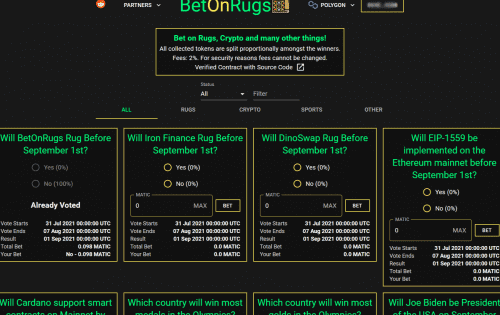 PARTNERS
BetOnRugs
POLYGON
Bet on Rugs, Crypto and many other things!
All collected tokens are split proportionally amongst the winners.
Fees: 2%. For security reasons fees cannot be changed.
Verified Contract with Source Code
Status
All
Filter
ALL
RUGS
CRYPTO
SPORTS
OTHER
Will BetOnRugs Rug Before
September 1st?
Yes (0%)
No (100%)
Already Voted
Vote Starts 31 Jul 2021 00:00:00 UTC
Vote Ends 07 Aug 2021 00:00:00 UTC
Result 01 Sep 2021 00:00:00 UTC
Total Bet 0.098 MATIC
Your Bet No - 0.098 MATIC
Will Iron Finance Rug Before
September 1st?
Yes (0%)
No (0%)
MATIC
0 MAX BET
Vote Starts 31 Jul 2021 00:00:00 UTC
Vote Ends 07 Aug 2021 00:00:00 UTC
Result 01 Sep 2021 00:00:00 UTC
Total Bet 0.0 MATIC
Your Bet 0.0 MATIC
Will DinoSwap Rug Before
September 1st?
Yes (0%)
No (0%)
MATIC
0 MAX BET
Vote Starts 31 Jul 2021 00:00:00 UTC
Vote Ends 07 Aug 2021 00:00:00 UTC
Result 01 Sep 2021 00:00:00 UTC
Total Bet 0.0 MATIC
Your Bet 0.0 MATIC
Will EIP-1559 be
implemented on the
Ethereum mainnet before
September 1st?
Yes (0%)
No (0%)
MATIC
0 MAX BET
Vote Starts 31 Jul 2021 00:00:00 UTC
Vote Ends 07 Aug 2021 00:00:00 UTC
Result 01 Sep 2021 00:00:00 UTC
Total Bet 0.0 MATIC
Your Bet 0.0 MATIC
Will Cardano support smart
contracts on Mainnet by
Which country will win most
medals in the Olympics?
Which country will win most
golds in the Olympics?
Will Joe Biden be President
of the USA on September